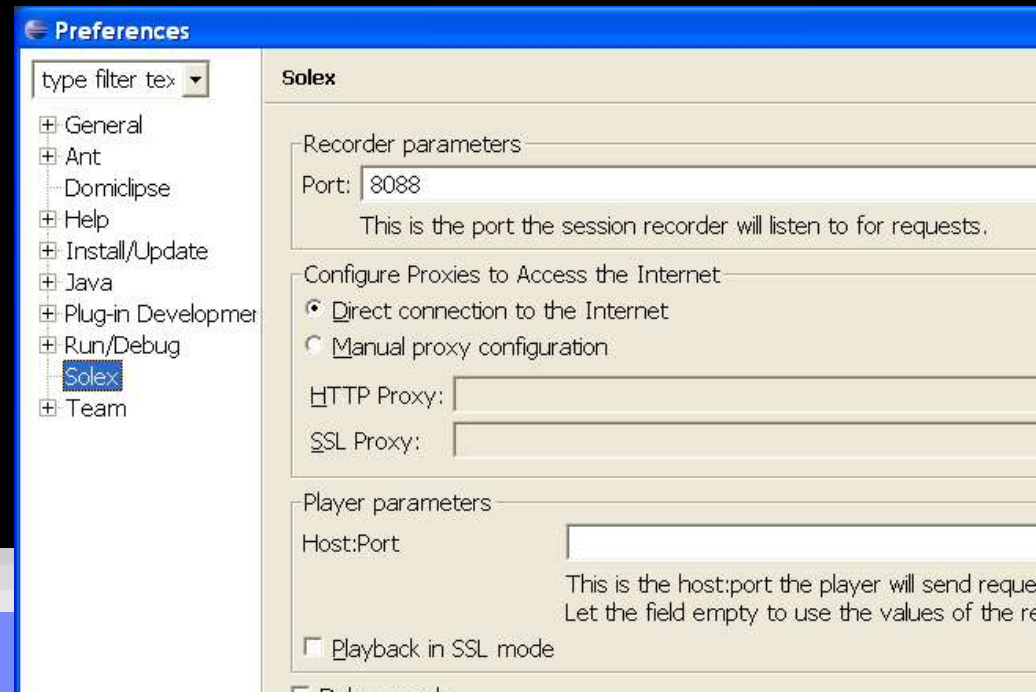 Preferences
type filter tex
General
Ant
Domiclipse
Help
Install/Update
Java
Plug-in Developmer
Run/Debug
Solex
Team
Solex
Recorder parameters
Port: 8088
This is the port the session recorder will listen to for requests.
Configure Proxies to Access the Internet
Direct connection to the Internet
Manual proxy configuration
HTTP Proxy:
SSL Proxy:
Player parameters
Host:Port
This is the host:port the player will send reque
Let the field empty to use the values of the re
Playback in SSL mode